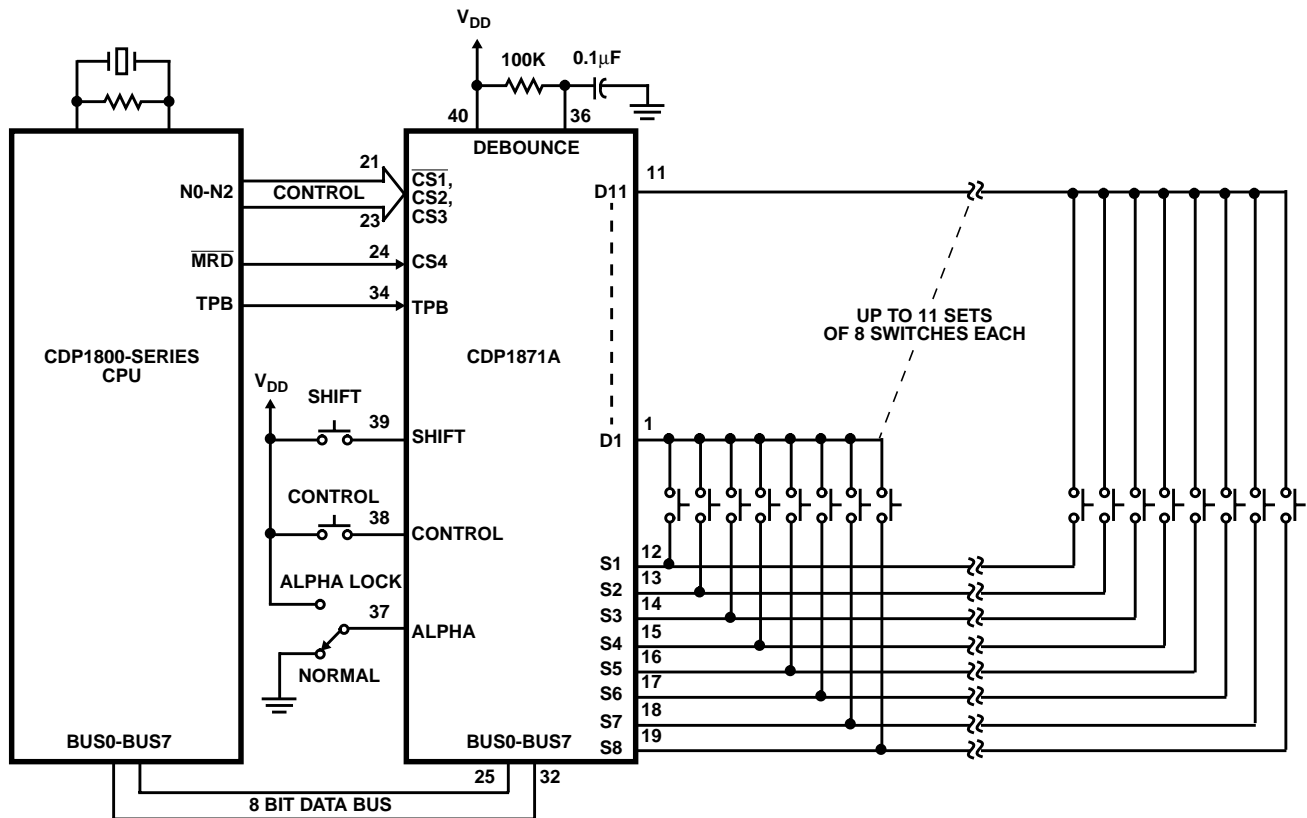 V_DD
100K
0.1μF
40
36
DEBOUNCE
N0-N2
21
CONTROL
23
CS1,
CS2,
CS3
MRD
24
CS4
TPB
34
TPB
CDP1800-SERIES
CPU
CDP1871A
V_DD
SHIFT
39
SHIFT
CONTROL
38
CONTROL
ALPHA LOCK
37
ALPHA
NORMAL
D11
11
UP TO 11 SETS
OF 8 SWITCHES EACH
D1
1
S1
12
S2
13
S3
14
S4
15
S5
16
S6
17
S7
18
S8
19
BUS0-BUS7
BUS0-BUS7
25
32
8 BIT DATA BUS